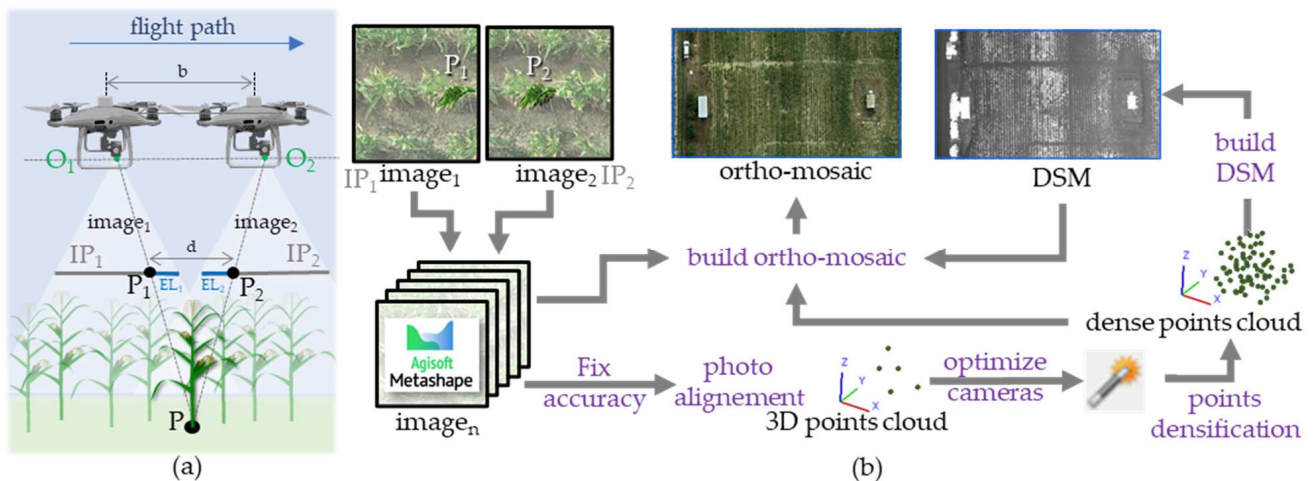 flight path
b
O₁
O₂
image₁
image₂
d
IP₁
IP₂
P₁
EL₁
EL₂
P₂
P
(a)
P₁
P₂
IP₁
image₁
image₂
IP₂
Agisoft
Metashape
imageₙ
Fix
accuracy
photo
alignement
Z
Y
X
3D points cloud
optimize
cameras
points
densification
Z
Y
X
dense points cloud
build
DSM
DSM
build ortho-mosaic
ortho-mosaic
(b)